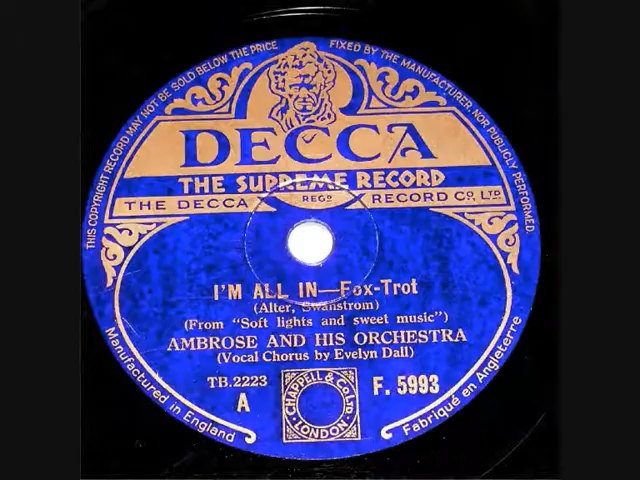 THIS COPYRIGHT RECORD MAY NOT BE SOLD BELOW THE PRICE FIXED BY THE MANUFACTURER, NOR PUBLICLY PERFORMED.
DECCA
THE SUPREME RECORD
THE DECCA REGD RECORD CO. LTD
I'M ALL IN—Fox-Trot
(Alter, Swanstrom)
(From "Soft lights and sweet music")
AMBROSE AND HIS ORCHESTRA
(Vocal Chorus by Evelyn Dall)
TB.2223
A
CHAPPELL & CO. LTD. · LONDON ·
F. 5993
Manufactured in England
Fabriqué en Angleterre